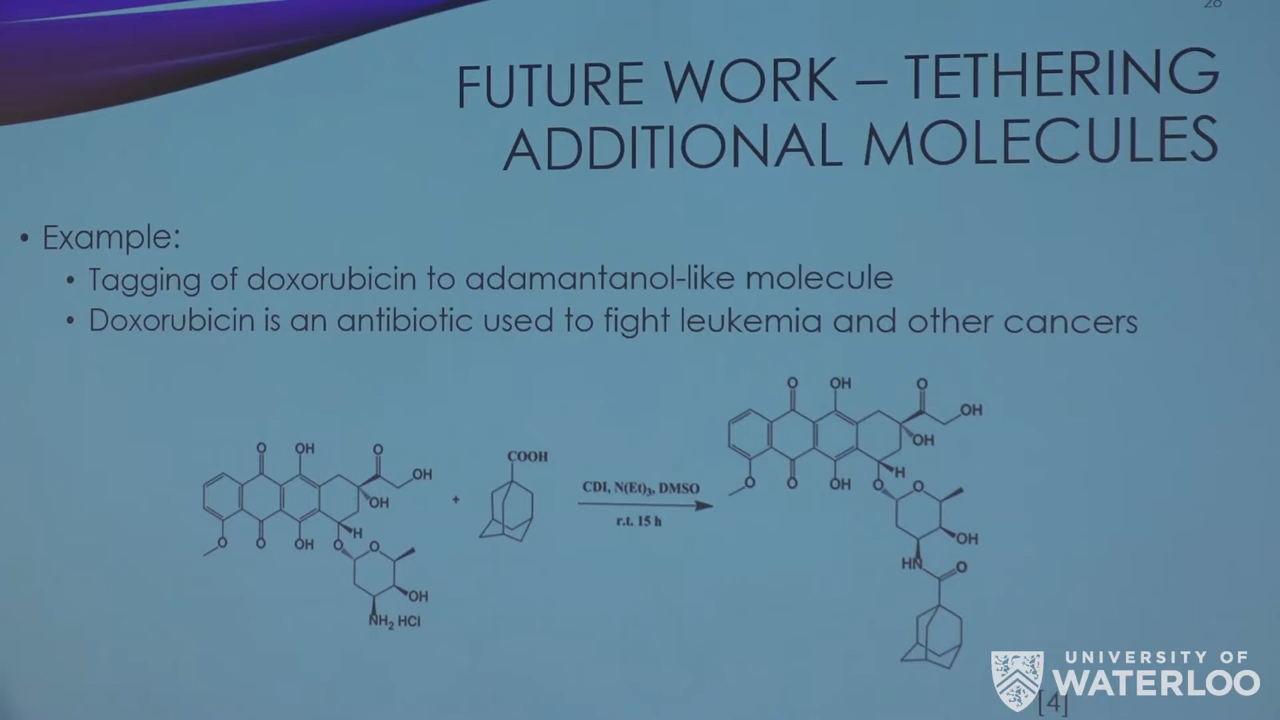 28
FUTURE WORK – TETHERING
ADDITIONAL MOLECULES
• Example:
• Tagging of doxorubicin to adamantanol-like molecule
• Doxorubicin is an antibiotic used to fight leukemia and other cancers
O OH O
OH
OH
O O OH
H
O O
OH
NH2 HCl
+
COOH
CDI, N(Et)3, DMSO
r.t. 15 h
O OH O
OH
OH
O O OH
H
O O
OH
HN O
UNIVERSITY OF
WATERLOO
[4]